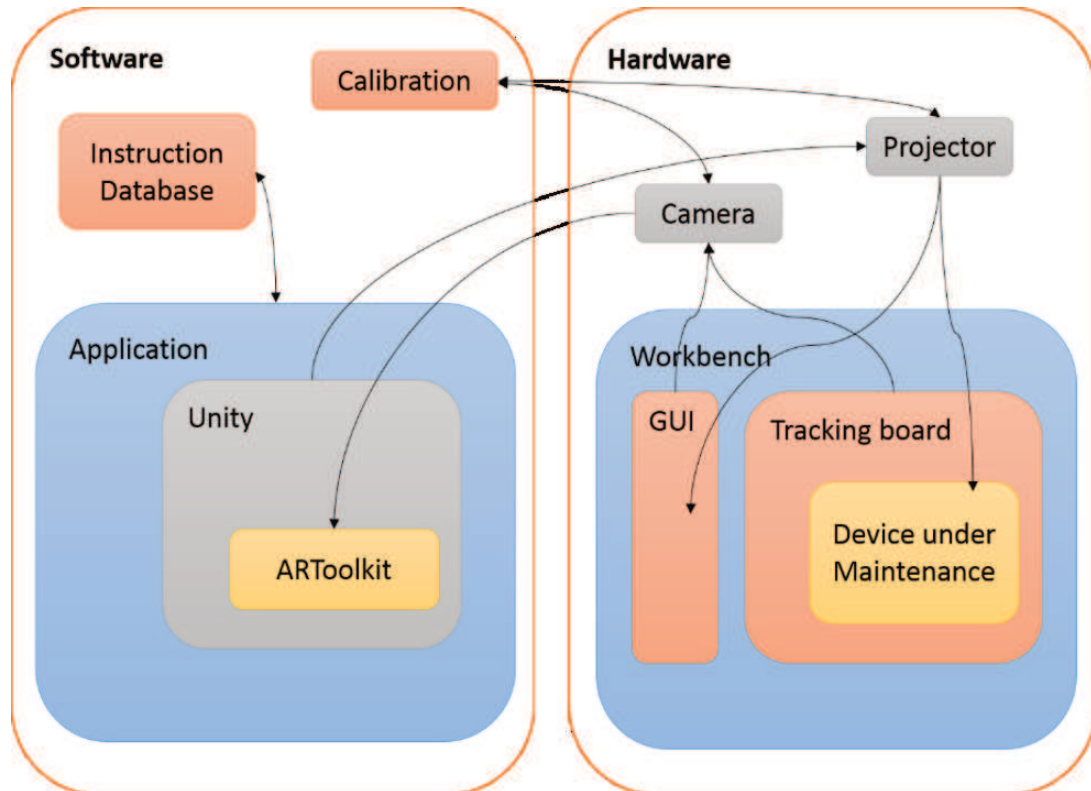 Software
Calibration
Instruction
Database
Application
Unity
ARToolkit
Hardware
Projector
Camera
Workbench
GUI
Tracking board
Device under
Maintenance